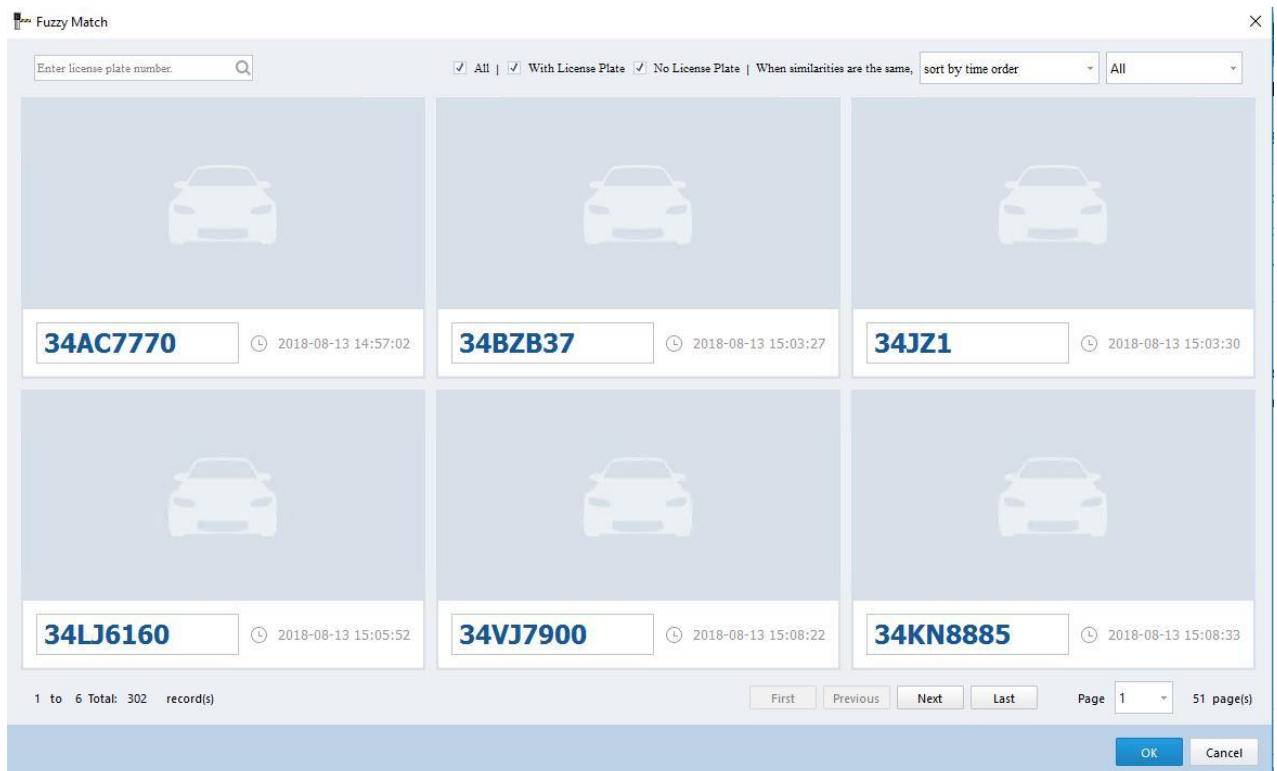 Fuzzy Match
Enter license plate number.
All | With License Plate No License Plate | When similarities are the same, sort by time order All
34AC7770 2018-08-13 14:57:02
34BZB37 2018-08-13 15:03:27
34JZ1 2018-08-13 15:03:30
34LJ6160 2018-08-13 15:05:52
34VJ7900 2018-08-13 15:08:22
34KN8885 2018-08-13 15:08:33
1 to 6 Total: 302 record(s)
First Previous Next Last Page 1 51 page(s)
OK Cancel